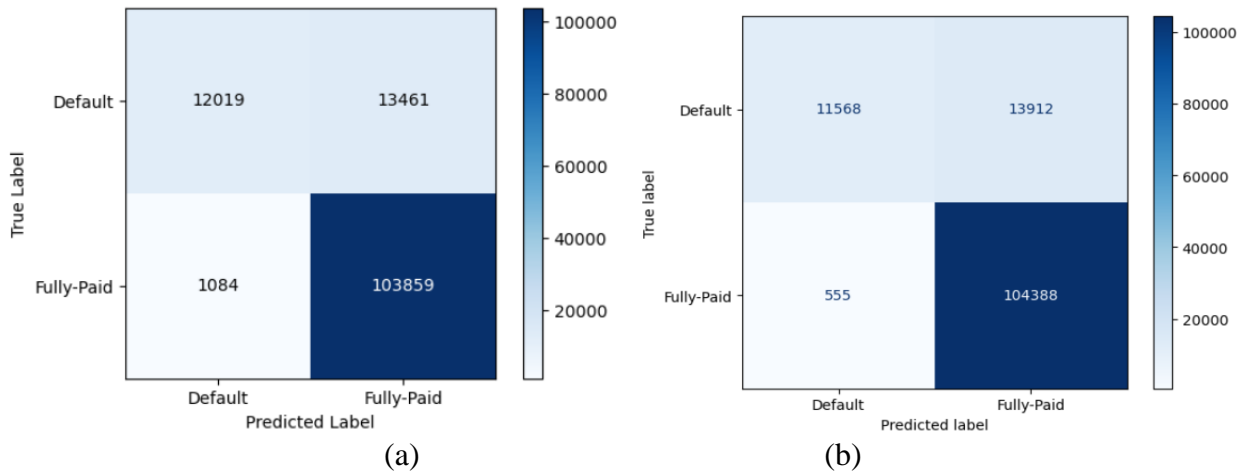 Default
12019
13461
Fully-Paid
1084
103859
Default
Fully-Paid
Predicted Label
True Label
100000
80000
60000
40000
20000
(a)
Default
11568
13912
Fully-Paid
555
104388
Default
Fully-Paid
Predicted label
True label
100000
80000
60000
40000
20000
(b)